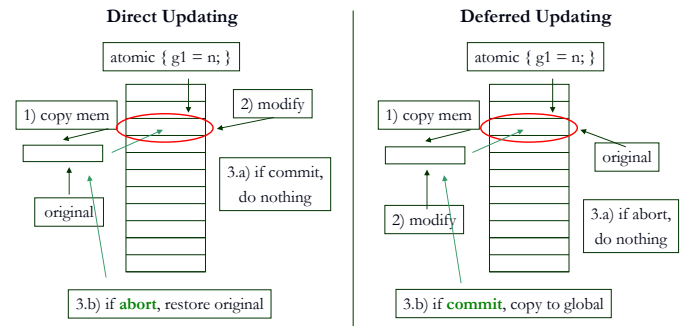 Direct Updating
atomic { g1 = n; }
1) copy mem
2) modify
3.a) if commit,
do nothing
original
3.b) if abort, restore original
Deferred Updating
atomic { g1 = n; }
1) copy mem
original
2) modify
3.a) if abort,
do nothing
3.b) if commit, copy to global